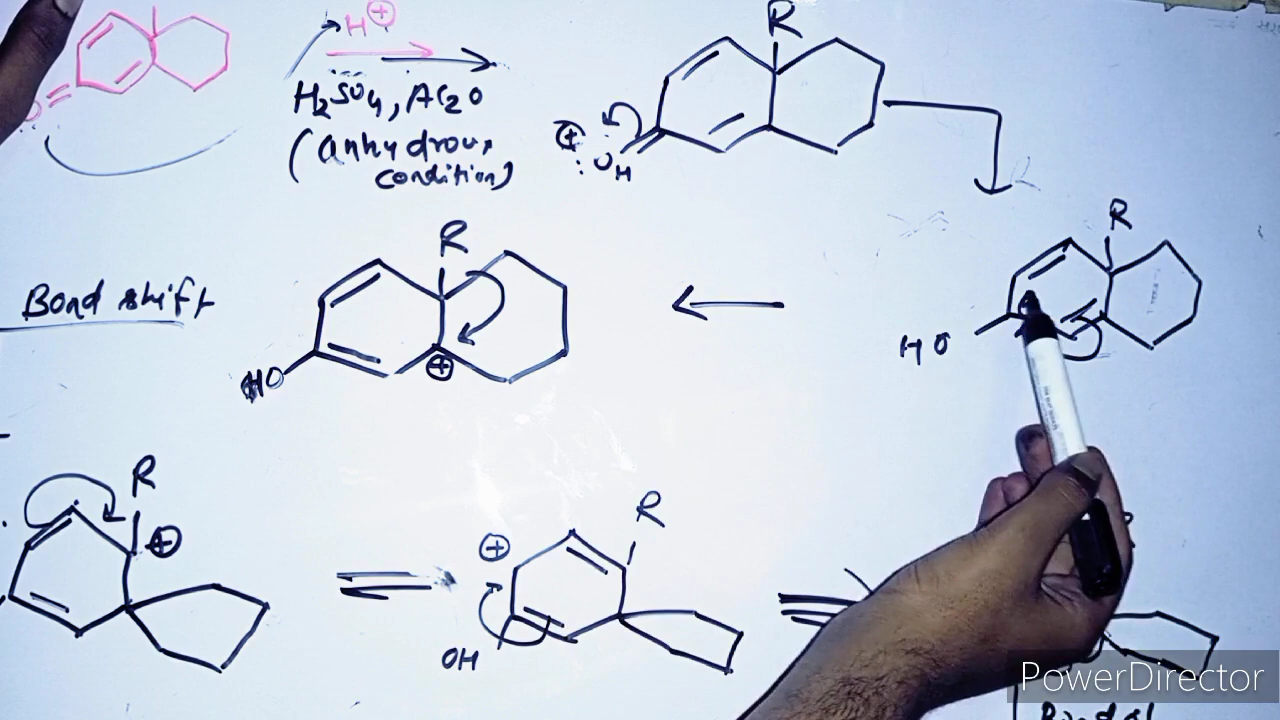 H⊕
R
H₂SO₄, AC₂O
(anhydrous
condition)
⊕
OH
O
R
R
Bond shift
HO
⊕
HO
R
⊕
R
⊕
OH
PowerDirector